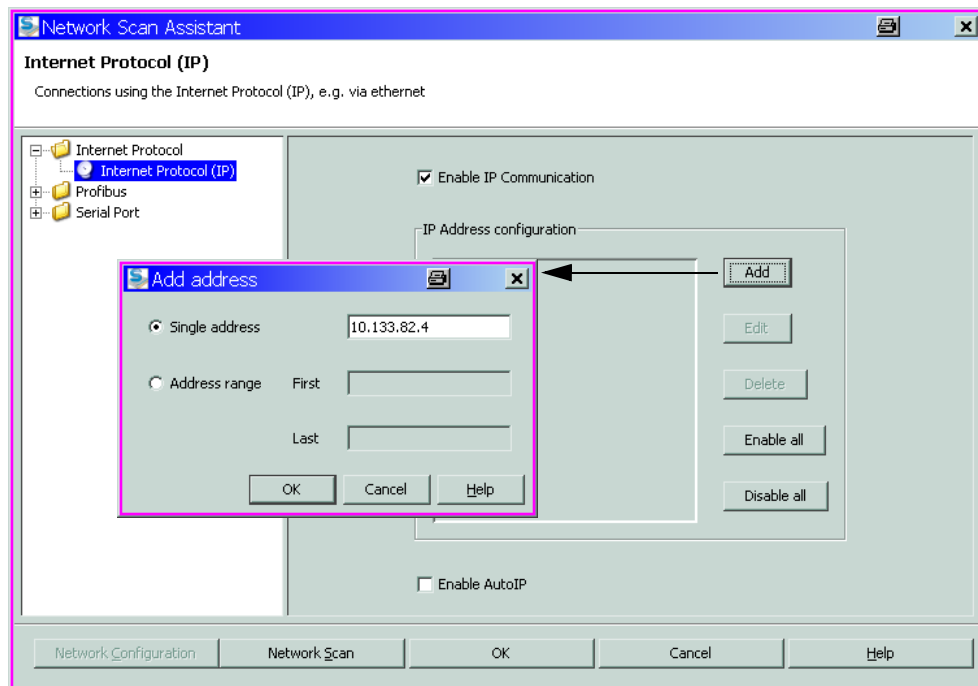 Network Scan Assistant
Internet Protocol (IP)
Connections using the Internet Protocol (IP), e.g. via ethernet
Internet Protocol
Internet Protocol (IP)
Profibus
Serial Port
Enable IP Communication
IP Address configuration
Add
Edit
Delete
Enable all
Disable all
Add address
Single address 10.133.82.4
Address range First
Last
OK Cancel Help
Enable AutoIP
Network Configuration Network Scan OK Cancel Help